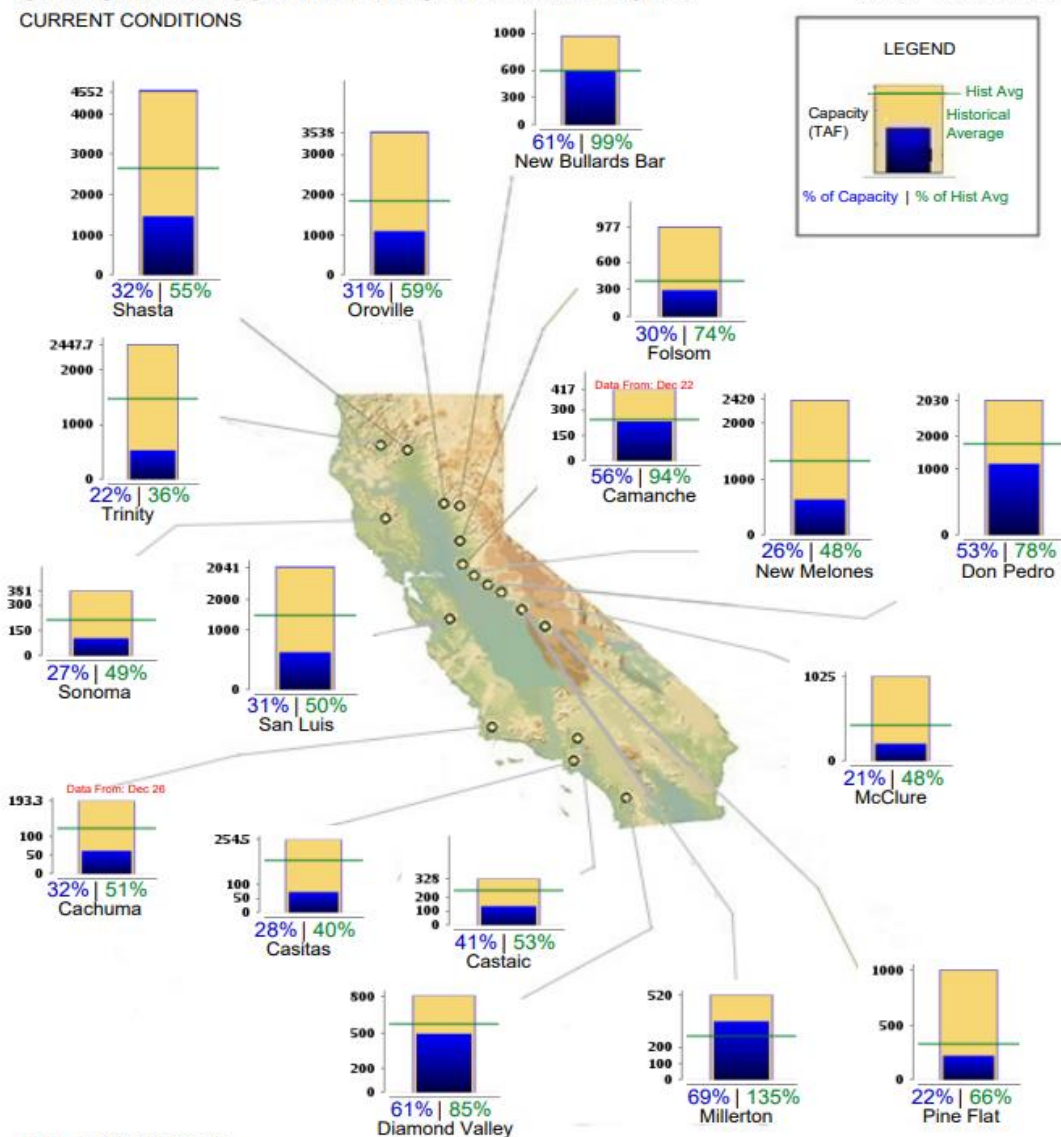 CURRENT CONDITIONS
LEGEND
Hist Avg
Capacity
(TAF)
Historical
Average
% of Capacity | % of Hist Avg
4552
4000
3000
2000
1000
0
32% | 55%
Shasta
3538
3000
2000
1000
0
31% | 59%
Oroville
1000
600
300
0
61% | 99%
New Bullards Bar
977
600
300
0
30% | 74%
Folsom
2447.7
2000
1000
0
22% | 36%
Trinity
Data From: Dec 22
417
300
150
0
56% | 94%
Camanche
2420
2000
1000
0
26% | 48%
New Melones
2030
2000
1000
0
53% | 78%
Don Pedro
381
300
150
0
27% | 49%
Sonoma
2041
2000
1000
0
31% | 50%
San Luis
1025
0
21% | 48%
McClure
Data From: Dec 26
193.3
100
50
0
32% | 51%
Cachuma
254.5
100
50
0
28% | 40%
Casitas
328
200
100
0
41% | 53%
Castaic
800
500
200
0
61% | 85%
Diamond Valley
520
200
100
0
69% | 135%
Millerton
1000
500
0
22% | 66%
Pine Flat